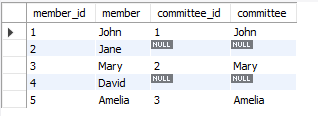 member_id member committee_id committee
1 John 1 John
2 Jane NULL NULL
3 Mary 2 Mary
4 David NULL NULL
5 Amelia 3 Amelia